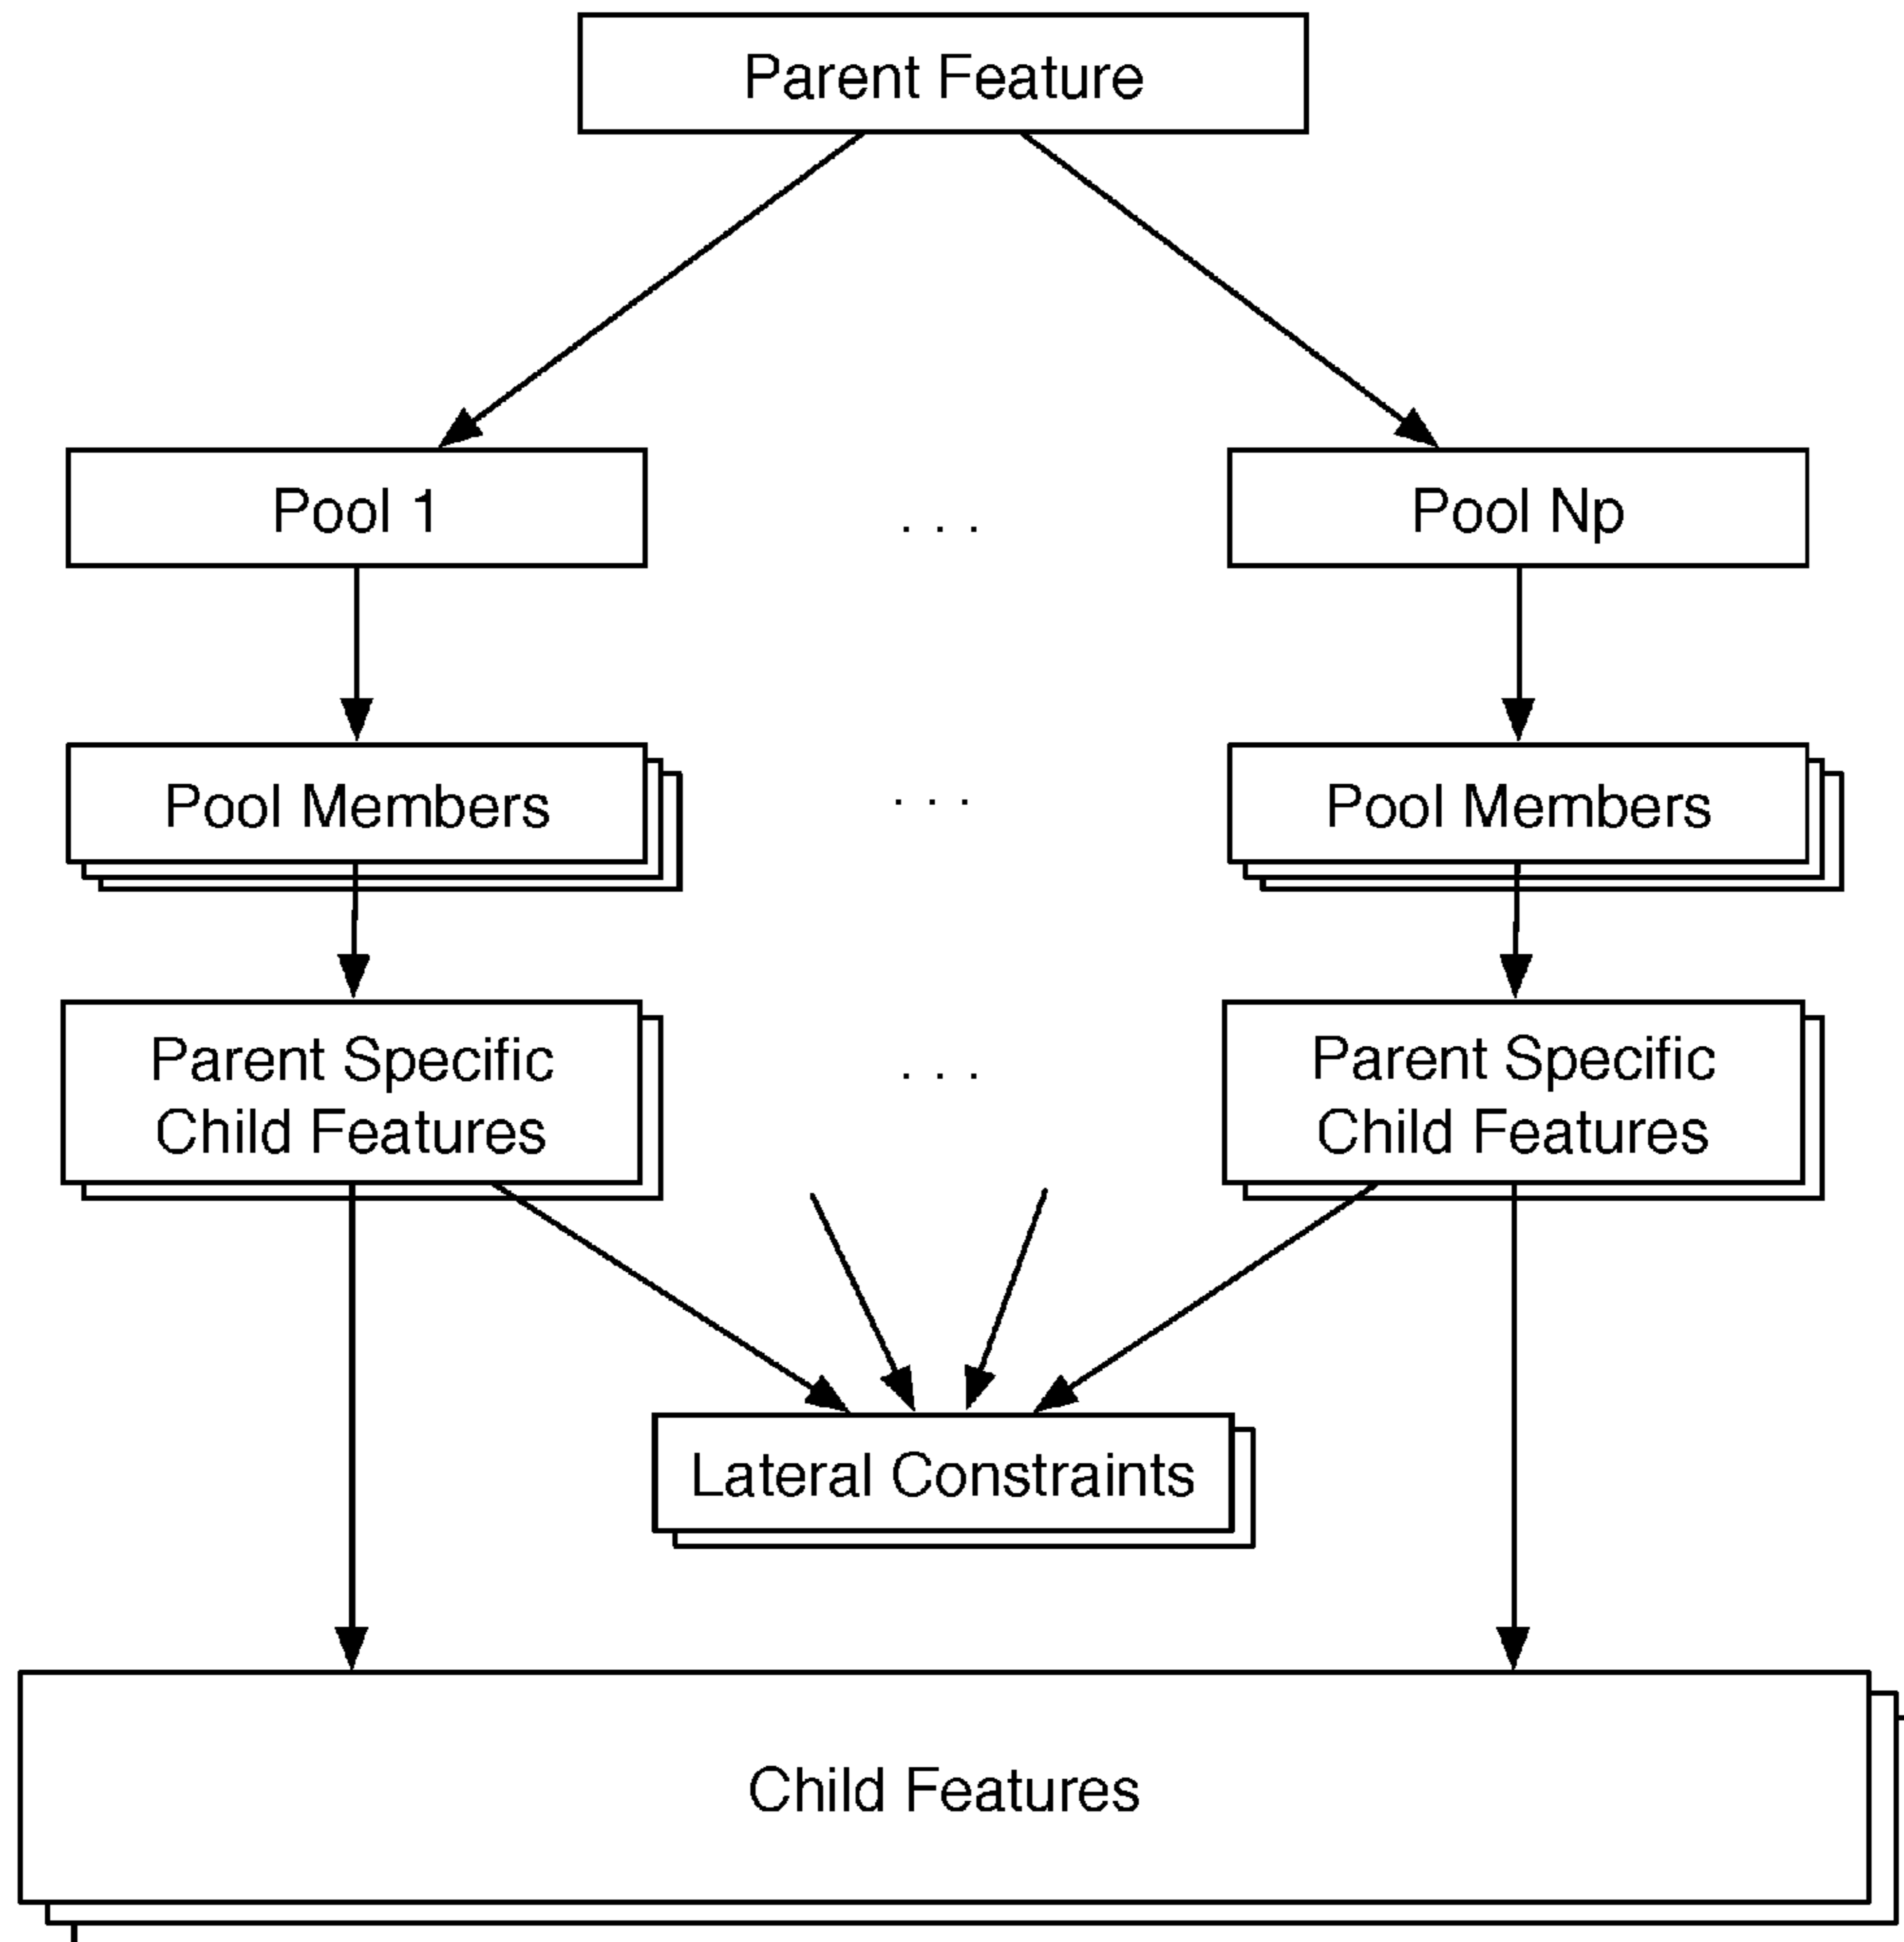 Parent Feature
Pool 1
. . .
Pool Np
Pool Members
. . .
Pool Members
Parent Specific
Child Features
. . .
Parent Specific
Child Features
Lateral Constraints
Child Features